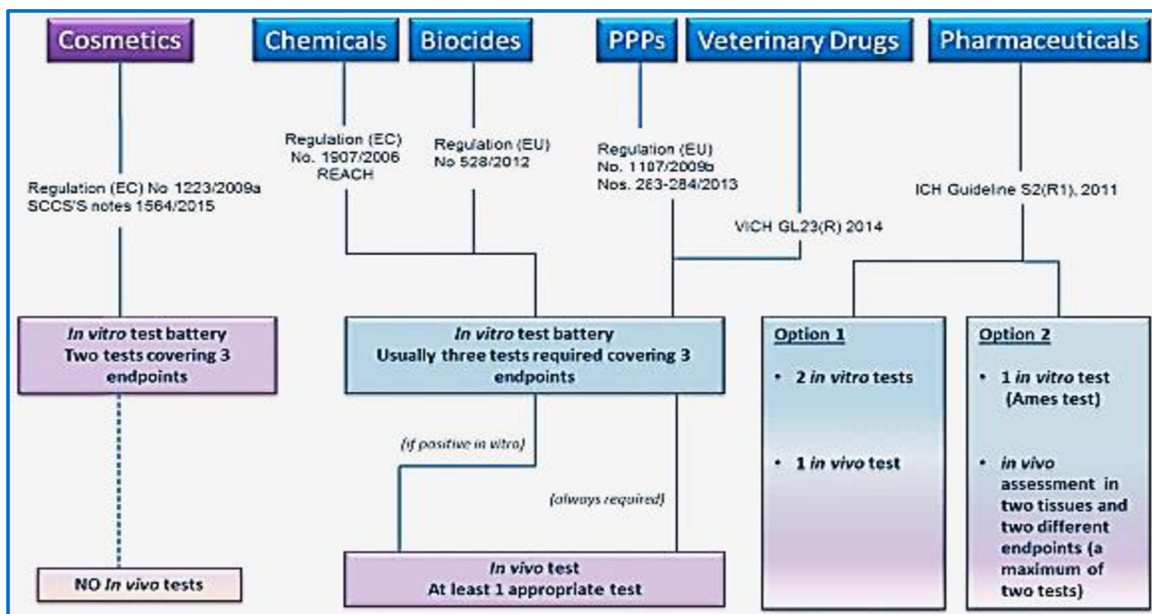 Cosmetics
Chemicals
Biocides
PPPs
Veterinary Drugs
Pharmaceuticals
Regulation (EC) No 1223/2009a
SCCS'S notes 1564/2015
Regulation (EC)
No. 1907/2006
REACH
Regulation (EU)
No 528/2012
Regulation (EU)
No. 1107/2009b
Nos. 283-284/2013
VICH GL23(R) 2014
ICH Guideline S2(R1), 2011
In vitro test battery
Two tests covering 3
endpoints
In vitro test battery
Usually three tests required covering 3
endpoints
Option 1
• 2 in vitro tests
• 1 in vivo test
Option 2
• 1 in vitro test
(Ames test)
• in vivo
assessment in
two tissues and
two different
endpoints (a
maximum of
two tests)
(if positive in vitro)
(always required)
NO In vivo tests
In vivo test
At least 1 appropriate test